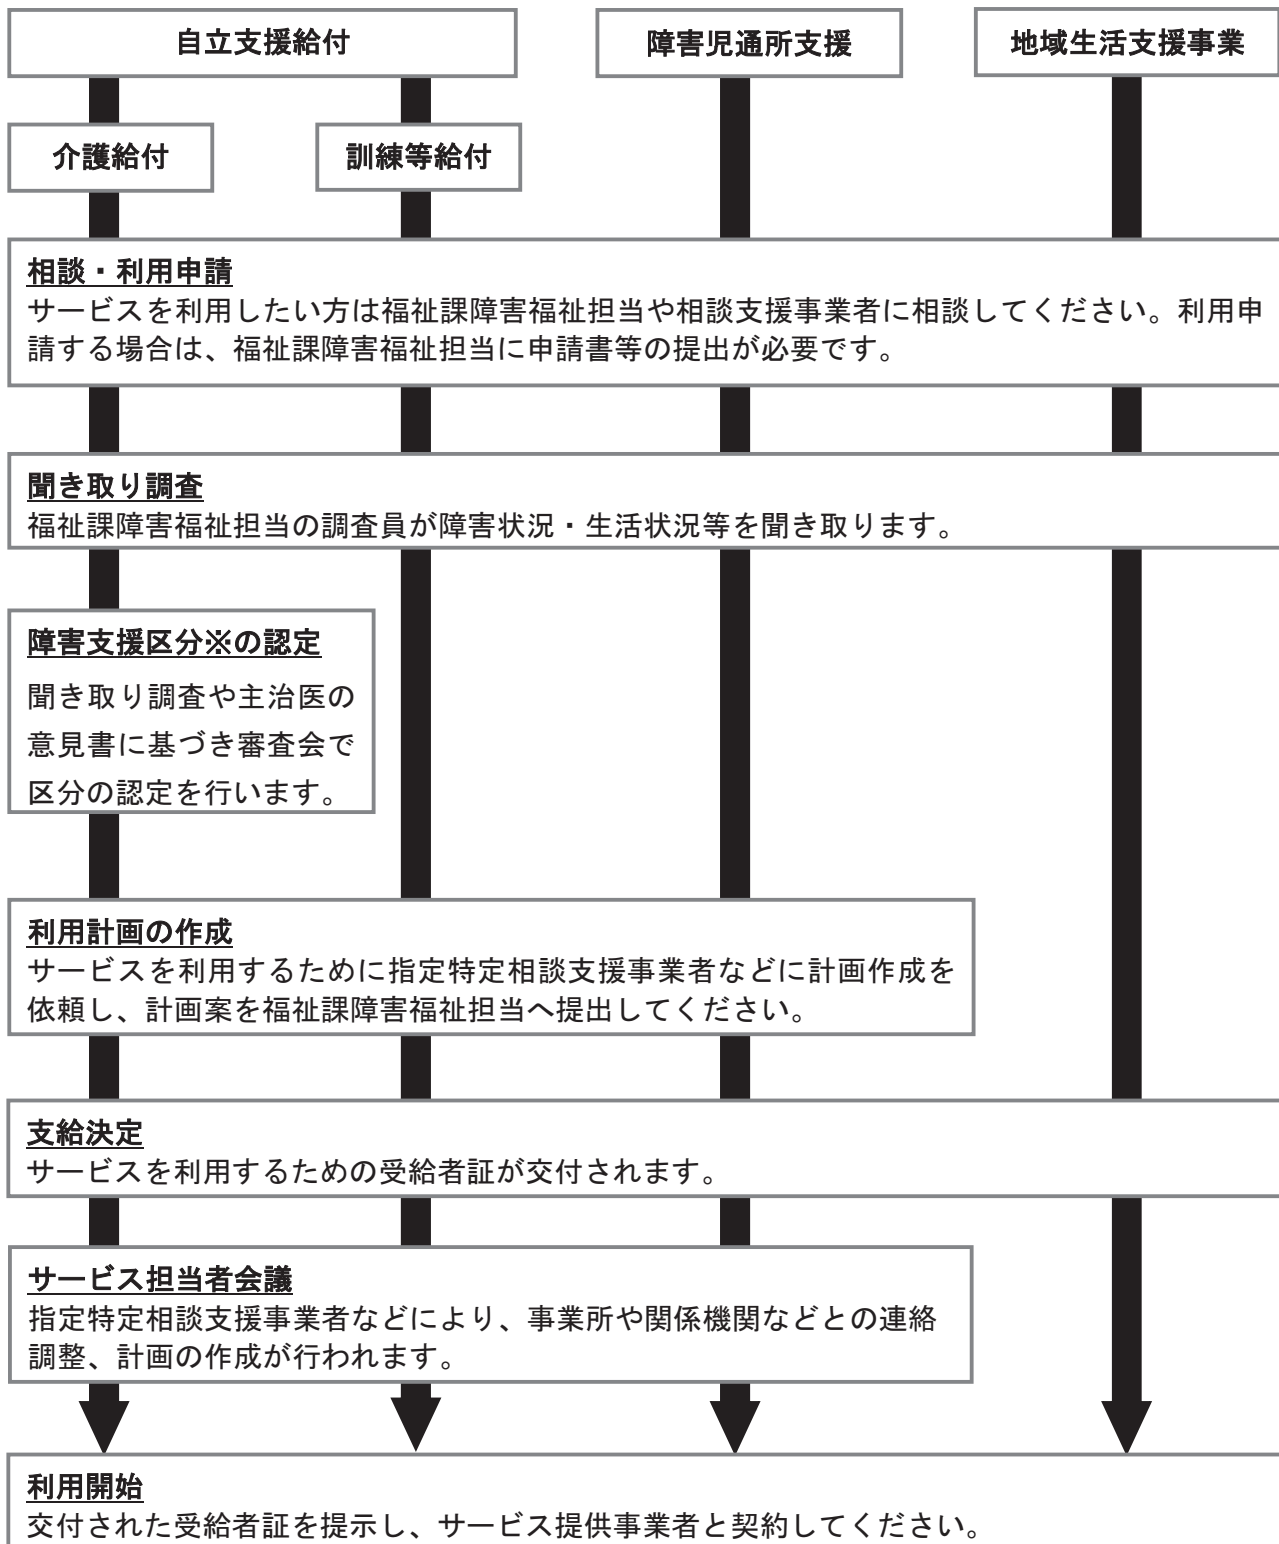 自立支援給付
障害児通所支援
地域生活支援事業
介護給付
訓練等給付
相談・利用申請
サービスを利用したい方は福祉課障害福祉担当や相談支援事業者に相談してください。利用申
請する場合は、福祉課障害福祉担当に申請書等の提出が必要です。
聞き取り調査
福祉課障害福祉担当の調査員が障害状況・生活状況等を聞き取ります。
障害支援区分※の認定
聞き取り調査や主治医の
意見書に基づき審査会で
区分の認定を行います。
利用計画の作成
サービスを利用するために指定特定相談支援事業者などに計画作成を
依頼し、計画案を福祉課障害福祉担当へ提出してください。
支給決定
サービスを利用するための受給者証が交付されます。
サービス担当者会議
指定特定相談支援事業者などにより、事業所や関係機関などとの連絡
調整、計画の作成が行われます。
利用開始
交付された受給者証を提示し、サービス提供事業者と契約してください。